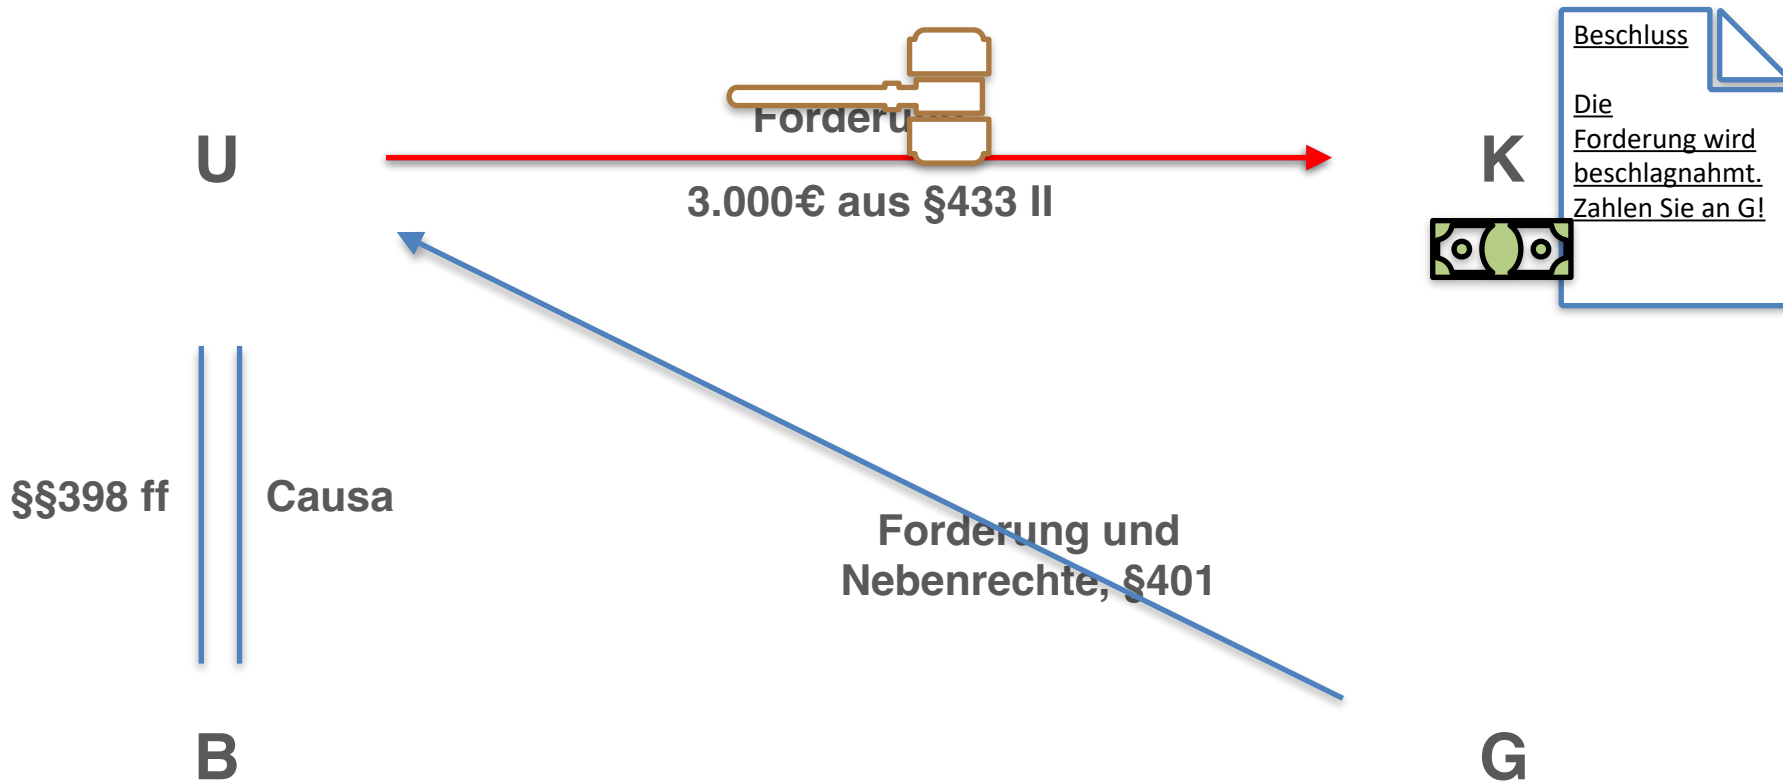 U
Forderung
3.000€ aus §433 II
K
Beschluss
Die
Forderung wird
beschlagnahmt.
Zahlen Sie an G!
§§398 ff
Causa
Forderung und
Nebenrechte, §401
B
G